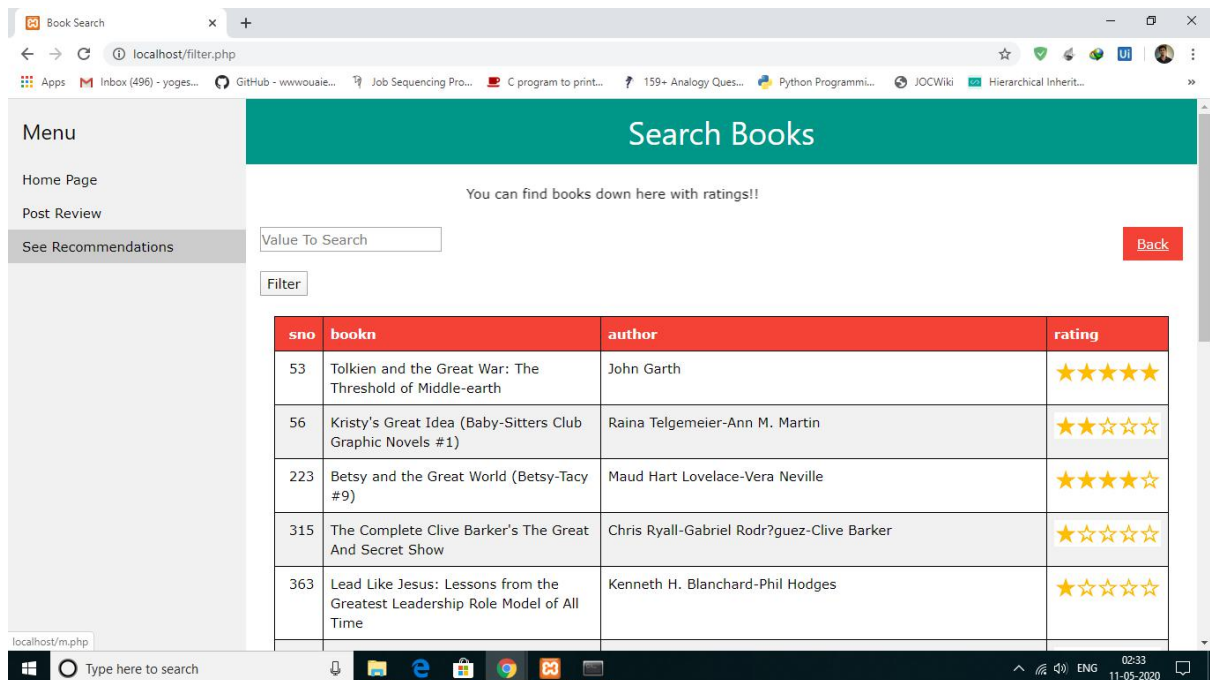 Book Search
localhost/filter.php
Apps
Inbox (496) - yoges...
GitHub - wwwouaie...
Job Sequencing Pro...
C program to print...
159+ Analogy Ques...
Python Programmi...
JOCWiki
Hierarchical Inherit...
Ui
Menu
Home Page
Post Review
See Recommendations
Search Books
You can find books down here with ratings!!
Value To Search
Back
Filter
sno bookn author rating
53 Tolkien and the Great War: The John Garth
Threshold of Middle-earth
56 Kristy's Great Idea (Baby-Sitters Club Raina Telgemeier-Ann M. Martin
Graphic Novels #1)
223 Betsy and the Great World (Betsy-Tacy Maud Hart Lovelace-Vera Neville
#9)
315 The Complete Clive Barker's The Great Chris Ryall-Gabriel Rodr?guez-Clive Barker
And Secret Show
363 Lead Like Jesus: Lessons from the Kenneth H. Blanchard-Phil Hodges
Greatest Leadership Role Model of All
Time
localhost/m.php
Type here to search
ENG
02:33
11-05-2020